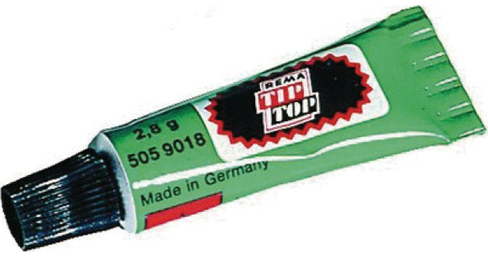 REMA
TIP
TOP
2,8 g
505 9018
Made in Germany